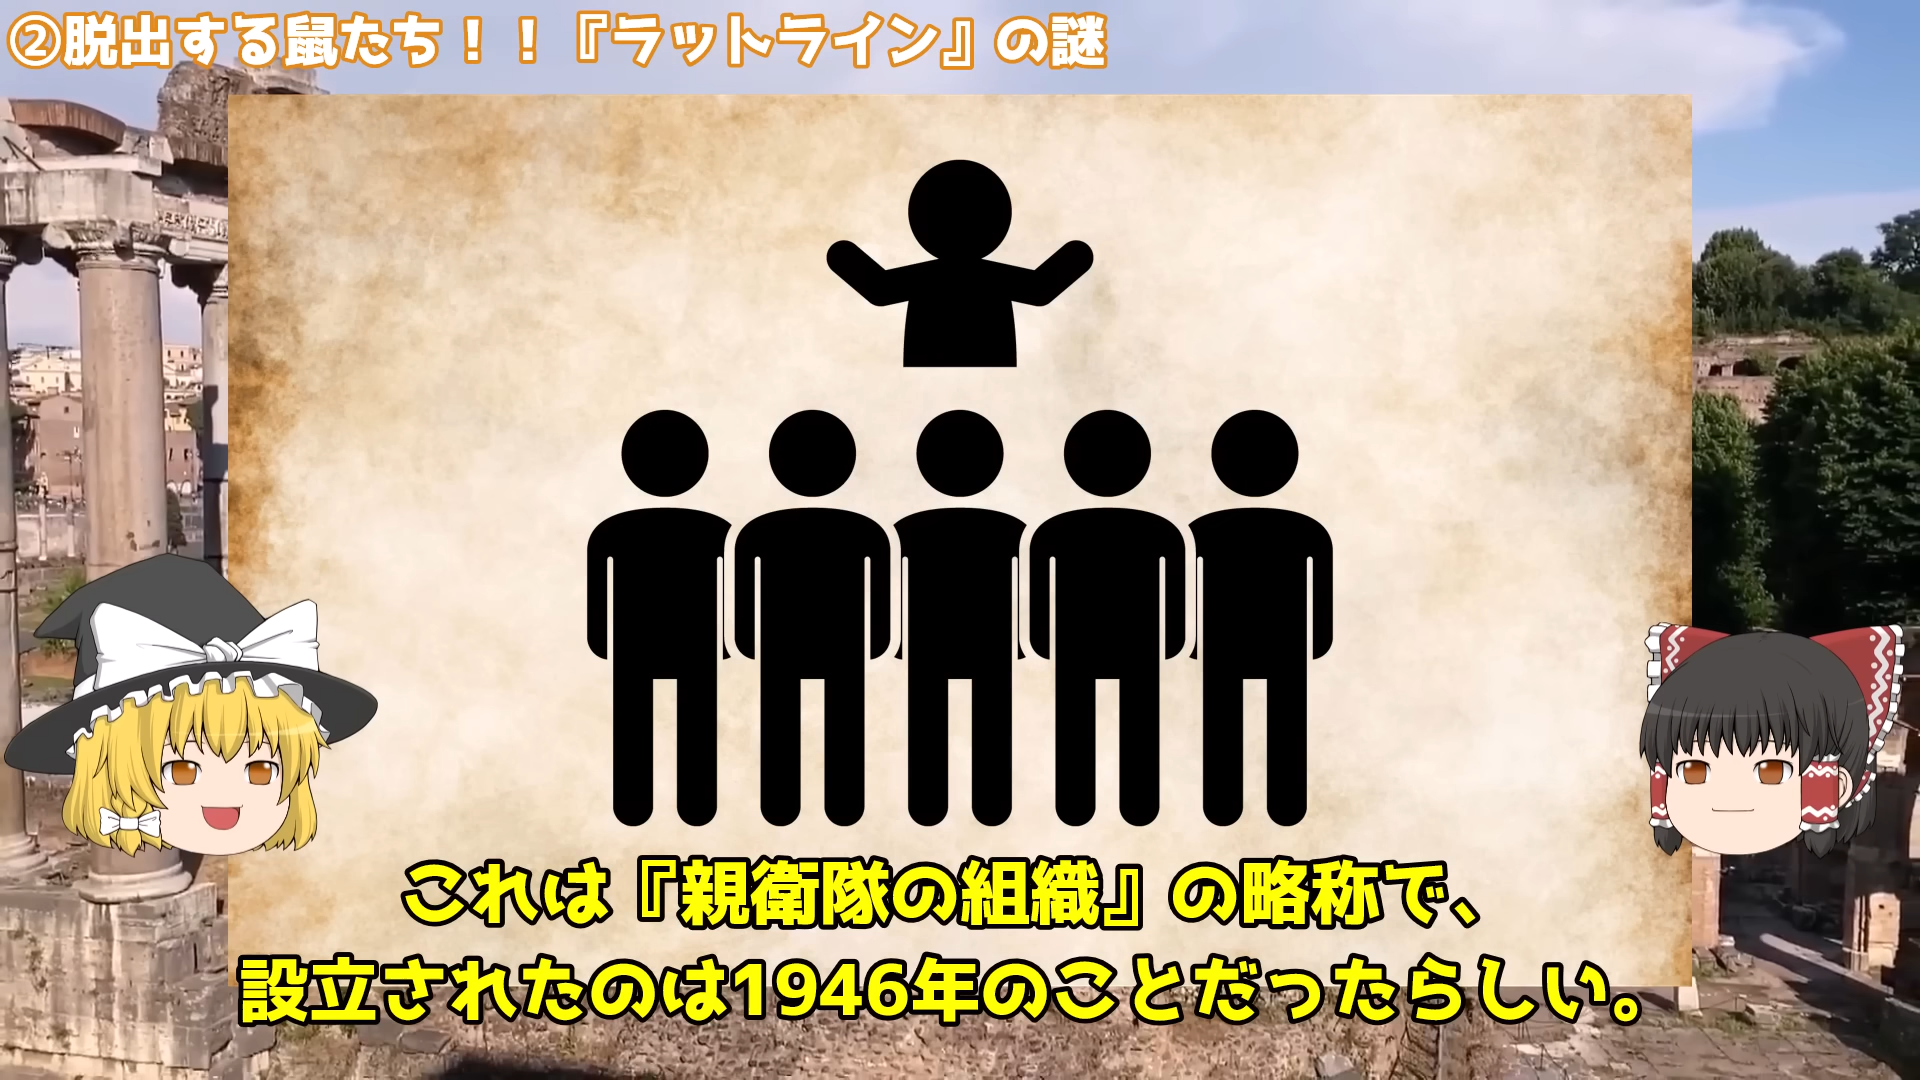 ②脱出する鼠たち！！『ラットライン』の謎
これは『親衛隊の組織』の略称で、
設立されたのは1946年のことだったらしい。